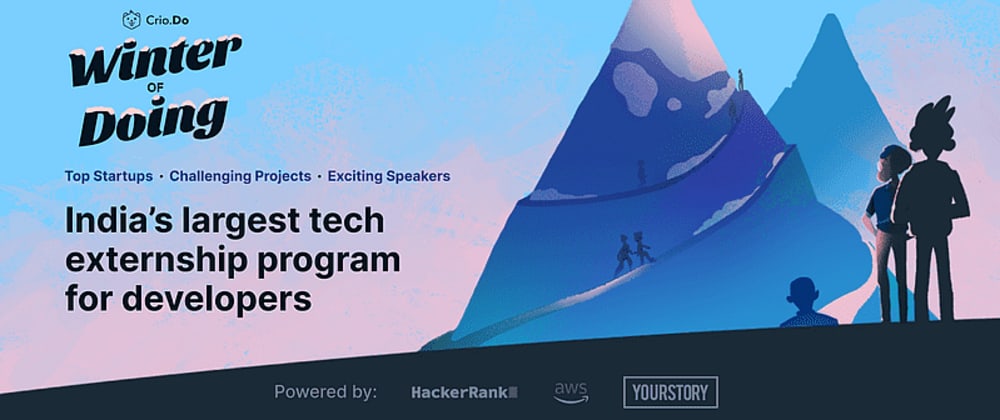 Crio.Do
Winter
OF
Doing
Top Startups · Challenging Projects · Exciting Speakers
India's largest tech
externship program
for developers
Powered by: HackerRank aws YOURSTORY